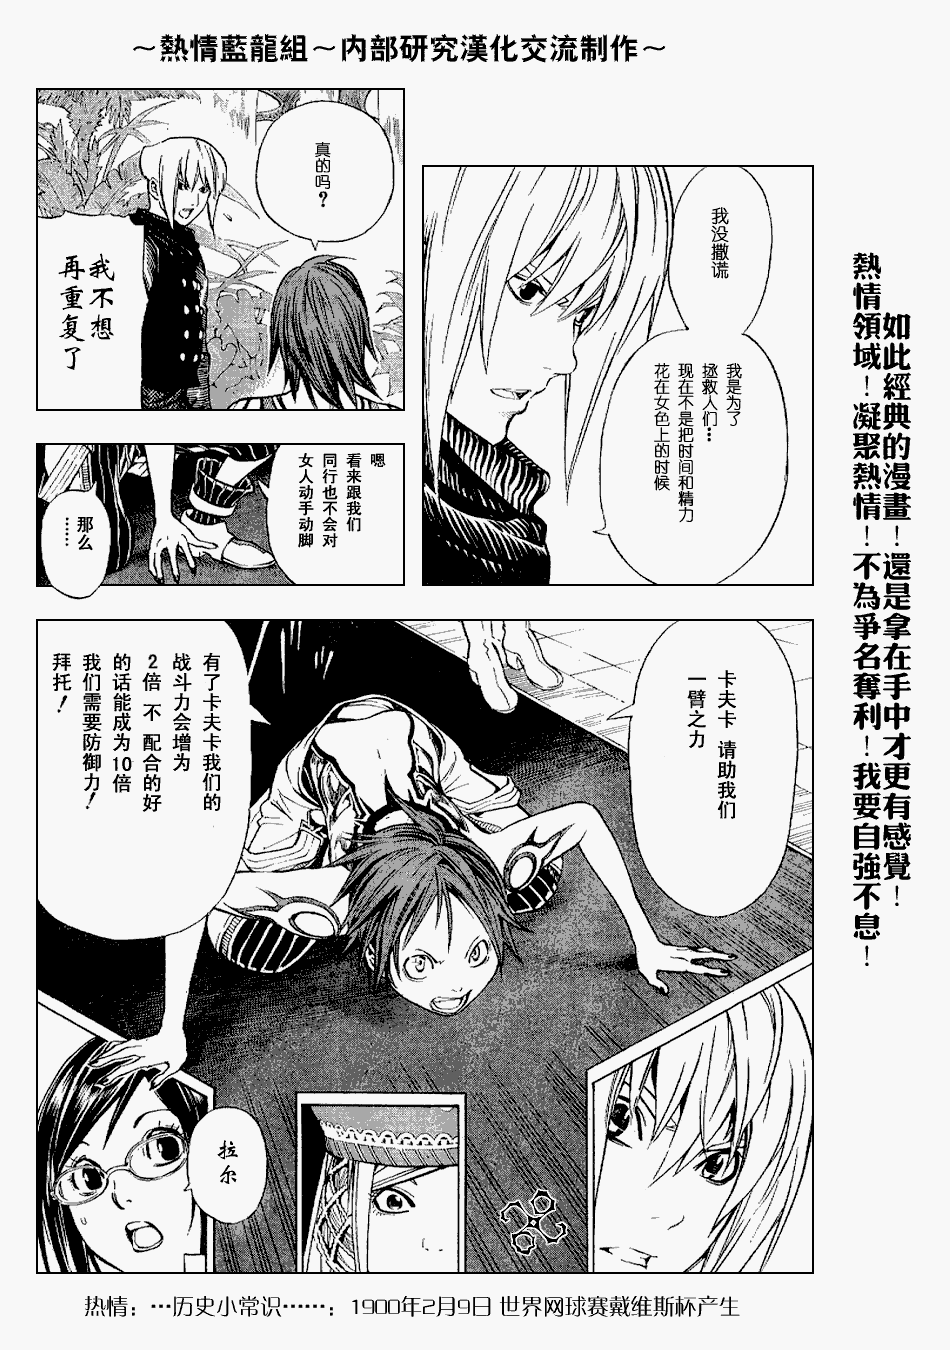 ～熱情藍龍組～内部研究漢化交流制作～
我没撒谎
我是为了
拯救人们…
现在不是把时间和精力
花在女色上的时候
真的吗？
我不想
再重复了
嗯
看来跟我们
同行也不会对
女人动手动脚
那么
……
卡夫卡 请助我们
一臂之力
有了卡夫卡我们的
战斗力会增为
2倍 不 配合的好
的话能成为10倍
我们需要防御力！
拜托！
拉尔
如此經典的漫畫！還是拿在手中才更有感覺！
熱情領域！凝聚熱情！不為爭名奪利！我要自強不息！
热情：…历史小常识……：1900年2月9日 世界网球赛戴维斯杯产生